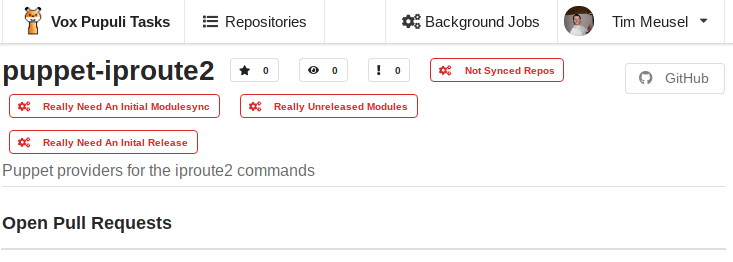 Vox Pupuli Tasks Repositories Background Jobs Tim Meusel
puppet-iproute2 0 0 0 Not Synced Repos GitHub
Really Need An Initial Modulesync Really Unreleased Modules
Really Need An Inital Release
Puppet providers for the iproute2 commands
Open Pull Requests